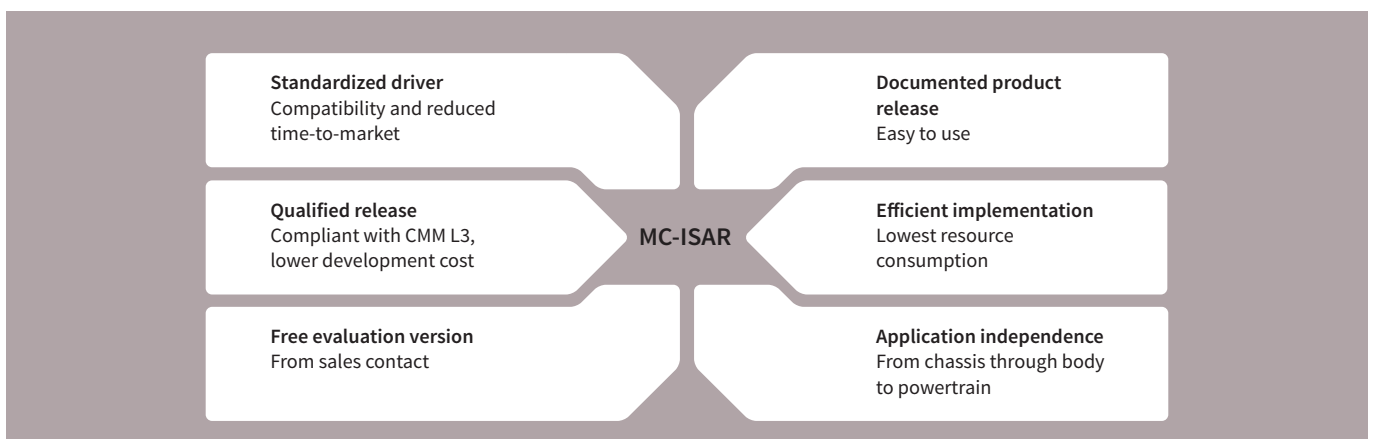 Standardized driver
Compatibility and reduced
time-to-market
Documented product
release
Easy to use
Qualified release
Compliant with CMM L3,
lower development cost
MC-ISAR
Efficient implementation
Lowest resource
consumption
Free evaluation version
From sales contact
Application independence
From chassis through body
to powertrain